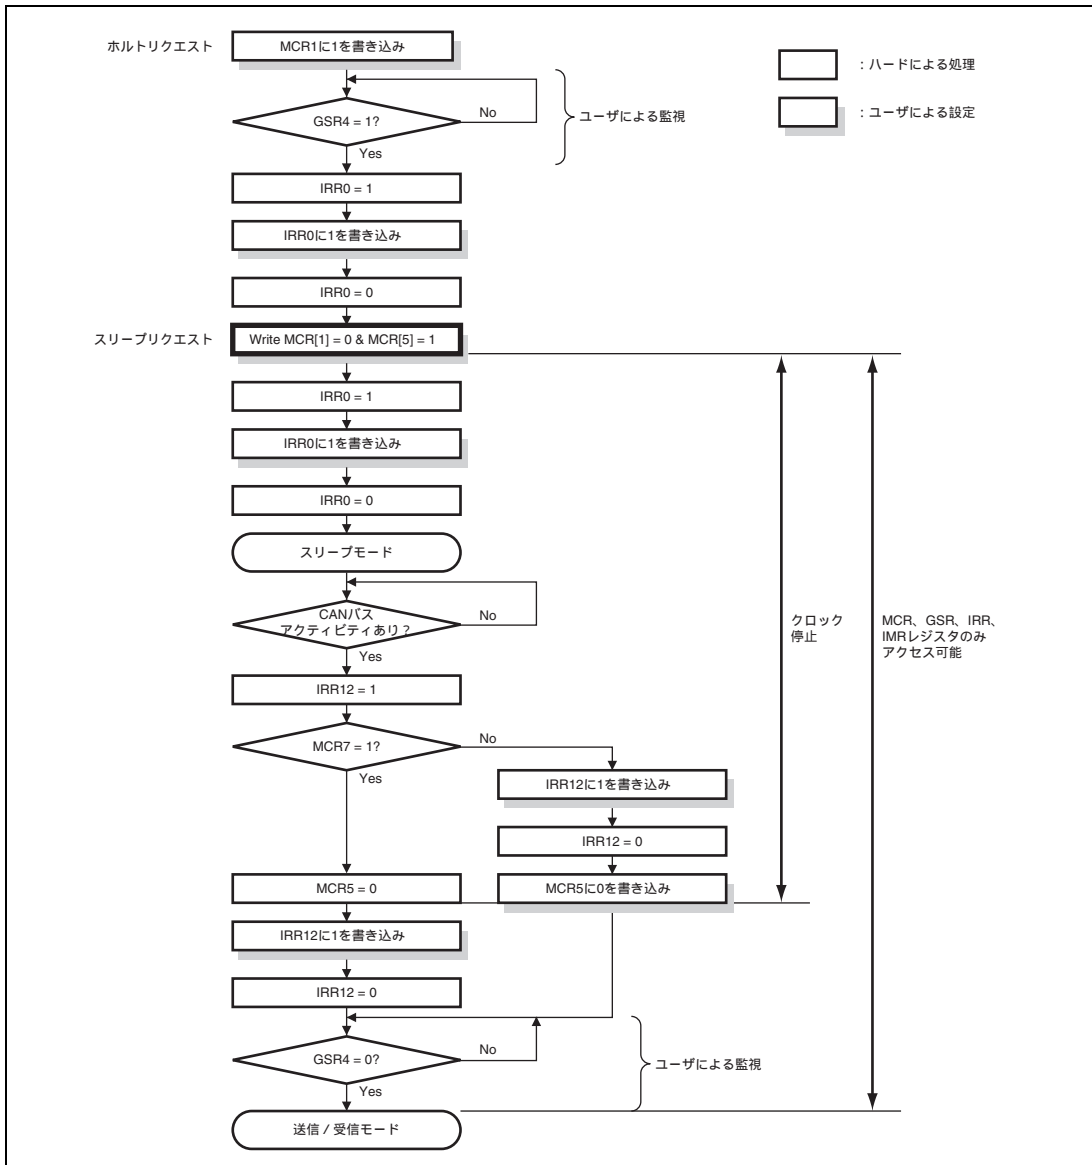 ホルトリクエスト
MCR1に1を書き込み
: ハードによる処理
: ユーザによる設定
GSR4 = 1?
No
Yes
ユーザによる監視
IRR0 = 1
IRR0に1を書き込み
IRR0 = 0
スリープリクエスト
Write MCR[1] = 0 & MCR[5] = 1
IRR0 = 1
IRR0に1を書き込み
IRR0 = 0
スリープモード
CANバス
アクティビティあり?
No
Yes
クロック
停止
MCR、GSR、IRR、
IMRレジスタのみ
アクセス可能
IRR12 = 1
MCR7 = 1?
No
Yes
IRR12に1を書き込み
IRR12 = 0
MCR5に0を書き込み
MCR5 = 0
IRR12に1を書き込み
IRR12 = 0
GSR4 = 0?
No
Yes
ユーザによる監視
送信 / 受信モード